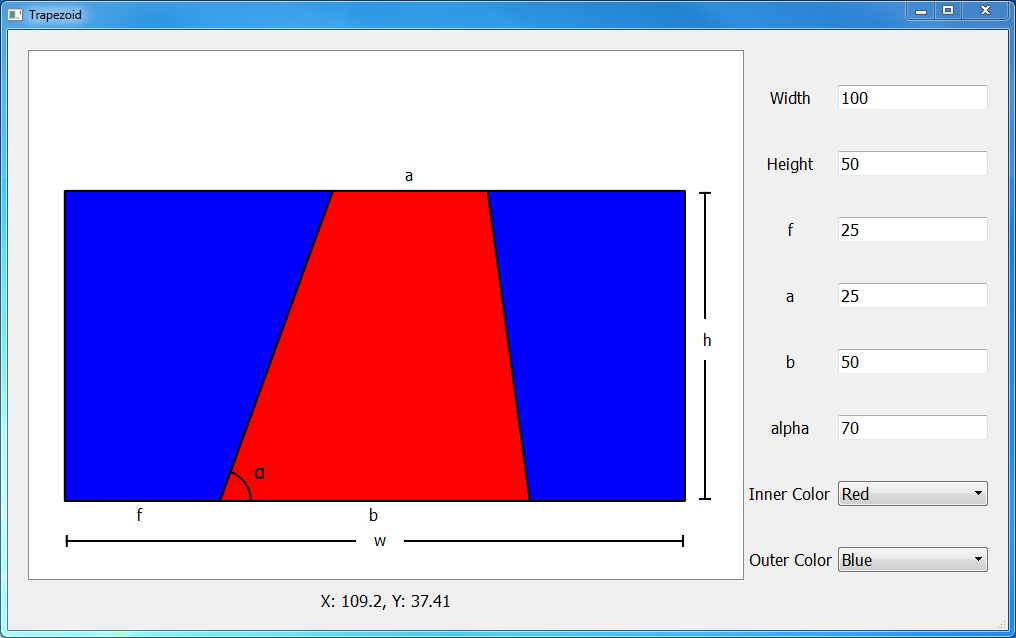 Trapezoid
a
h
α
f
b
w
X: 109.2, Y: 37.41
Width 100
Height 50
f 25
a 25
b 50
alpha 70
Inner Color Red
Outer Color Blue